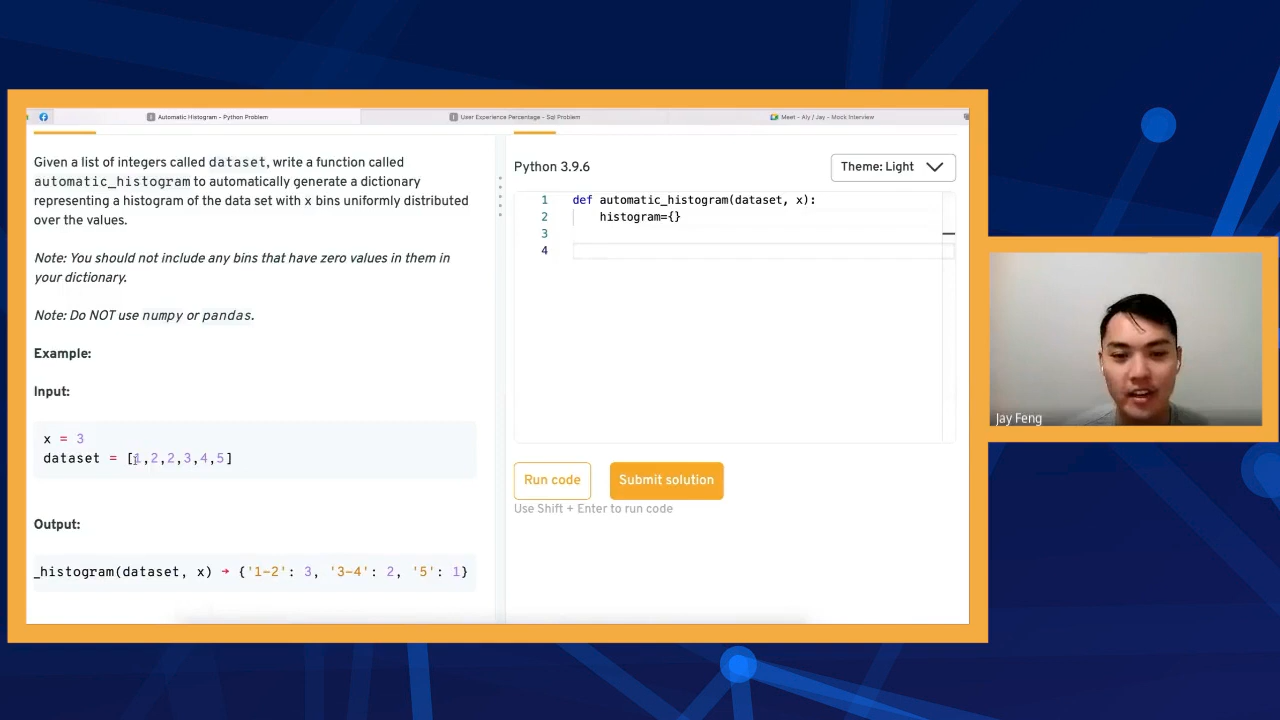 Automatic Histogram - Python Problem
User Experience Percentage - Sql Problem
Meet - Aly / Jay - Mock Interview
Given a list of integers called dataset, write a function called
automatic_histogram to automatically generate a dictionary
representing a histogram of the data set with x bins uniformly distributed
over the values.
Note: You should not include any bins that have zero values in them in
your dictionary.
Note: Do NOT use numpy or pandas.
Example:
Input:
x = 3
dataset = [1,2,2,3,4,5]
Output:
_histogram(dataset, x) → {'1-2': 3, '3-4': 2, '5': 1}
Python 3.9.6
Theme: Light
1 def automatic_histogram(dataset, x):
2 histogram={}
3
4
Run code
Submit solution
Use Shift + Enter to run code
Jay Feng